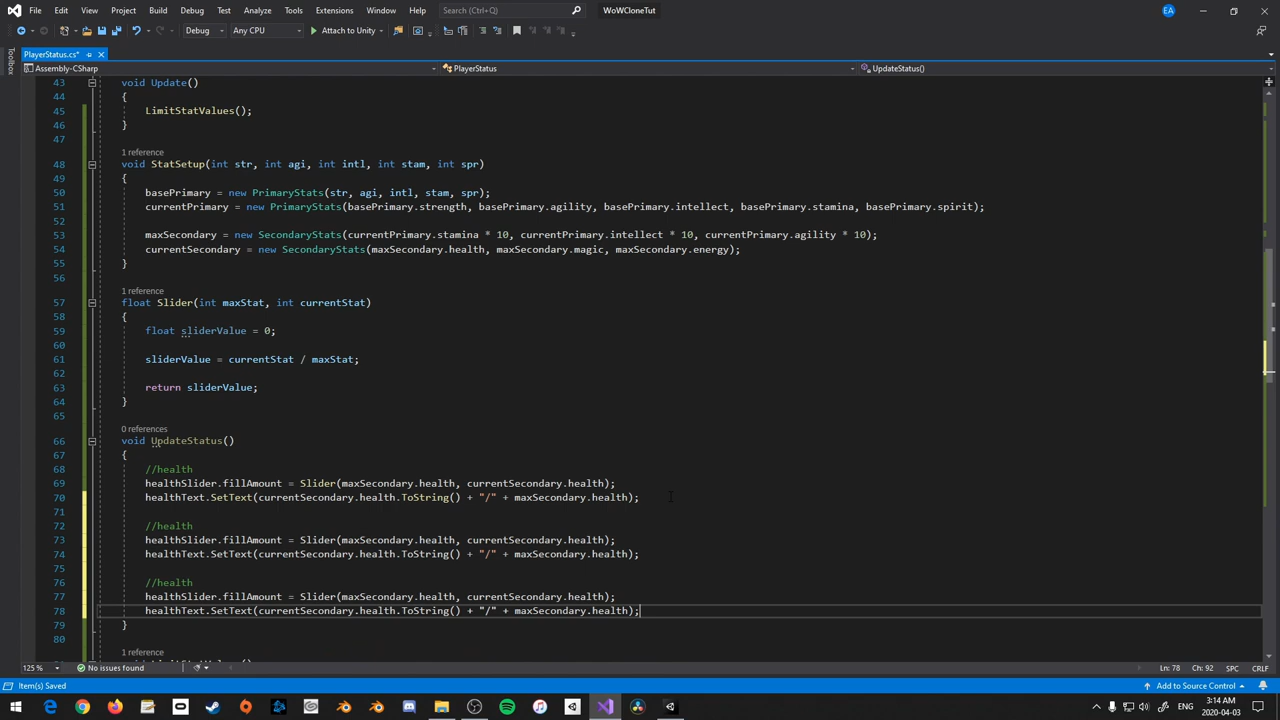 File Edit View Project Build Debug Test Analyze Tools Extensions Window Help Search (Ctrl+Q) WoWCloneTut EA
Debug Any CPU Attach to Unity
PlayerStatus.cs*
Toolbox
Assembly-CSharp PlayerStatus UpdateStatus()
43 void Update()
44 {
45 LimitStatValues();
46 }
47
1 reference
48 void StatSetup(int str, int agi, int intl, int stam, int spr)
49 {
50 basePrimary = new PrimaryStats(str, agi, intl, stam, spr);
51 currentPrimary = new PrimaryStats(basePrimary.strength, basePrimary.agility, basePrimary.intellect, basePrimary.stamina, basePrimary.spirit);
52
53 maxSecondary = new SecondaryStats(currentPrimary.stamina * 10, currentPrimary.intellect * 10, currentPrimary.agility * 10);
54 currentSecondary = new SecondaryStats(maxSecondary.health, maxSecondary.magic, maxSecondary.energy);
55 }
56
1 reference
57 float Slider(int maxStat, int currentStat)
58 {
59 float sliderValue = 0;
60
61 sliderValue = currentStat / maxStat;
62
63 return sliderValue;
64 }
65
0 references
66 void UpdateStatus()
67 {
68 //health
69 healthSlider.fillAmount = Slider(maxSecondary.health, currentSecondary.health);
70 healthText.SetText(currentSecondary.health.ToString() + "/" + maxSecondary.health);
71
72 //health
73 healthSlider.fillAmount = Slider(maxSecondary.health, currentSecondary.health);
74 healthText.SetText(currentSecondary.health.ToString() + "/" + maxSecondary.health);
75
76 //health
77 healthSlider.fillAmount = Slider(maxSecondary.health, currentSecondary.health);
78 healthText.SetText(currentSecondary.health.ToString() + "/" + maxSecondary.health);
79 }
80
1 reference
125 % No issues found Ln: 78 Ch: 92 SPC CRLF
Item(s) Saved Add to Source Control
3:14 AM
2020-04-03